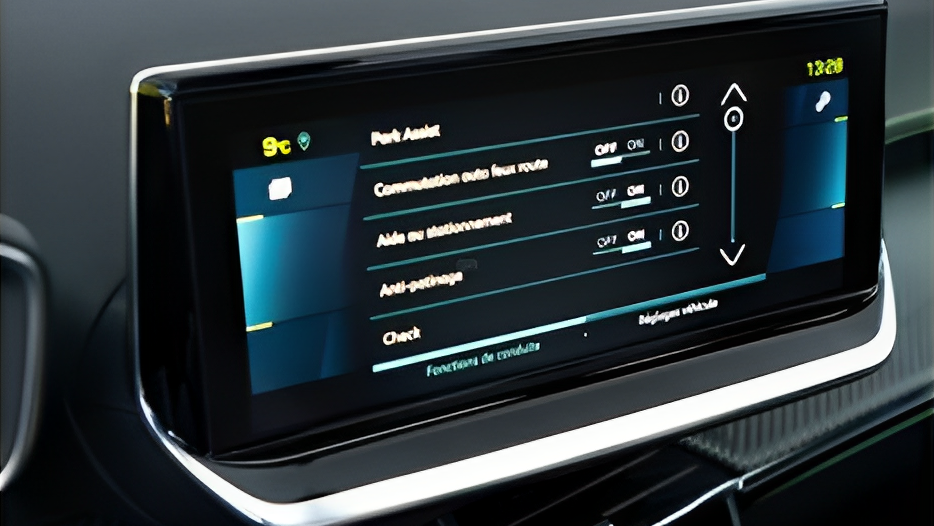 9°C
13:28
Park Assist
Commutation auto feux route
OFF ON
Aide au stationnement
OFF ON
Anti-patinage
OFF ON
Check
Fonctions de conduite
Réglages véhicule